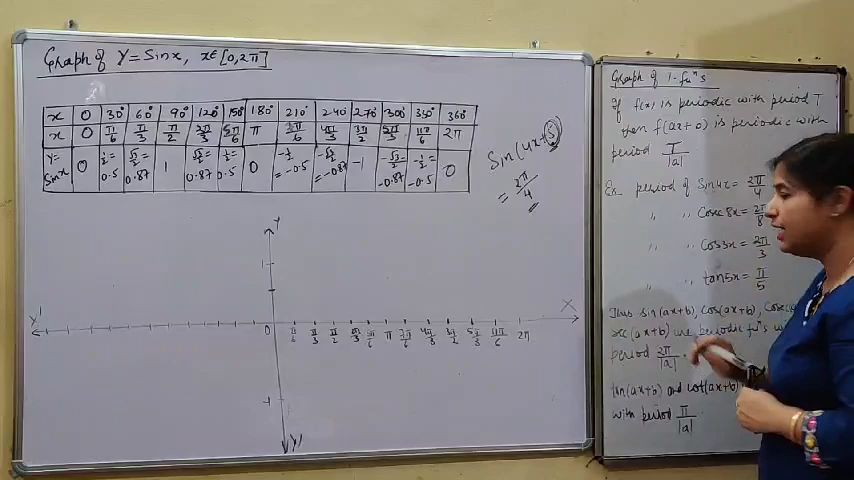 Graph of Y = Sinx, x∈[0,2π]
x 0 30° 60° 90° 120° 150° 180° 210° 240° 270° 300° 330° 360°
x 0 π/6 π/3 π/2 2π/3 5π/6 π 7π/6 4π/3 3π/2 5π/3 11π/6 2π
Y= Sinx 0 1/2 = 0.5 √3/2 = 0.87 1 √3/2 = 0.87 1/2 = 0.5 0 -1/2 = -0.5 -√3/2 = -0.87 -1 -√3/2 = -0.87 -1/2 = -0.5 0
Sin(4x+5)
= 2π/4
Y
1
X' 0 π/6 π/3 π/2 2π/3 5π/6 π 7π/6 4π/3 3π/2 5π/3 11π/6 2π X
-1
Y'
Graph of T-fuⁿs
If f(x) is periodic with period T
then f(ax+b) is periodic with
period T/|a|
Ex period of Sin4x = 2π/4
" " Cosec8x = 2π/8
" " Cos3x = 2π/3
" " tan5x = π/5
Thus sin(ax+b), cos(ax+b), Cosec(
sec(ax+b) are periodic fuⁿs
period 2π/|a|.
tan(ax+b) and cot(ax+b)
with period π/|a|.